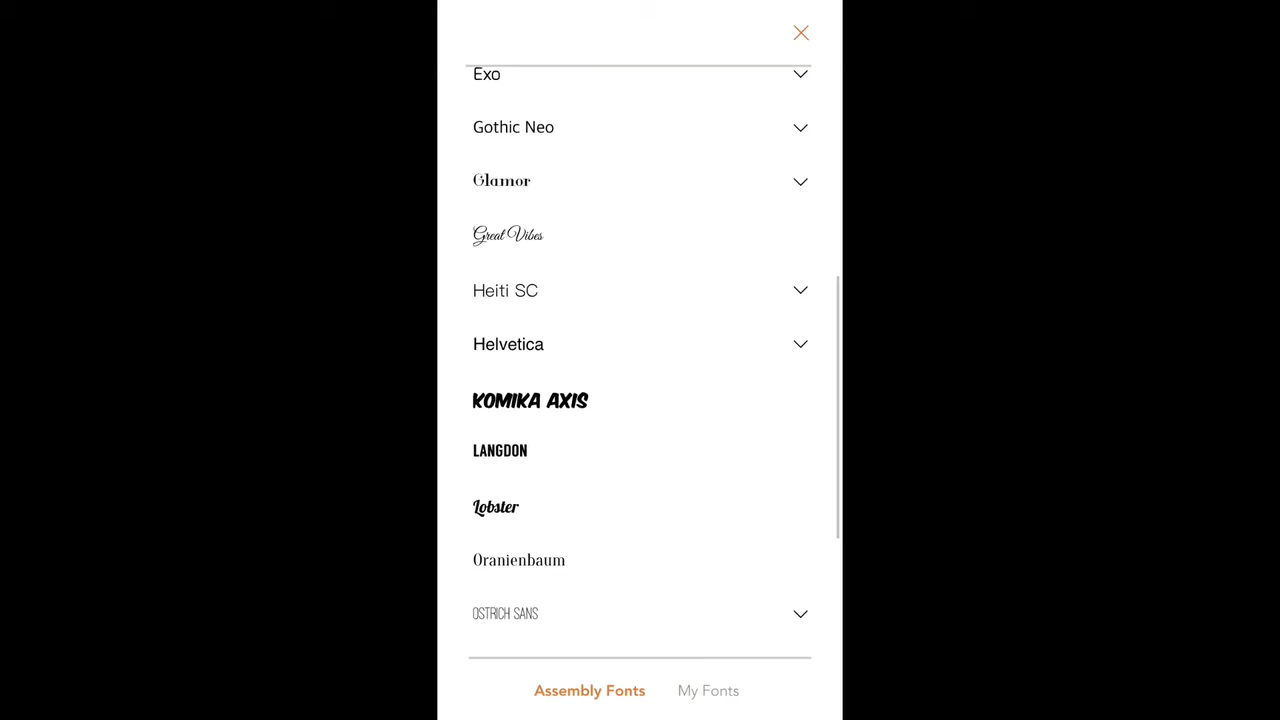 Exo
Gothic Neo
Glamor
Great Vibes
Heiti SC
Helvetica
KOMIKA AXIS
LANGDON
Lobster
Oranienbaum
OSTRICH SANS
Assembly Fonts My Fonts